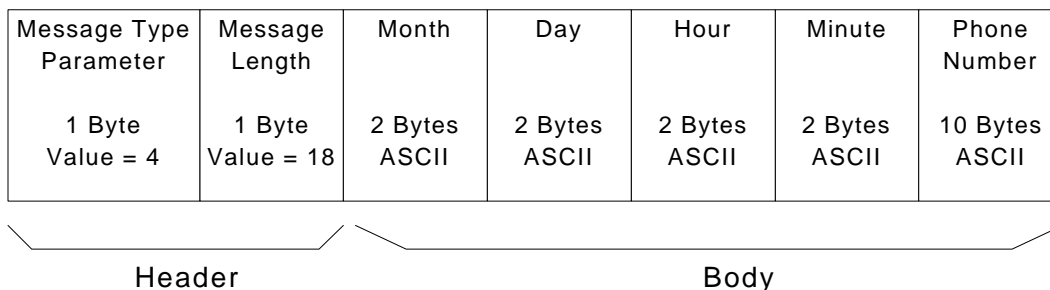 Message Type
Parameter
1 Byte
Value = 4
Message
Length
1 Byte
Value = 18
Month
2 Bytes
ASCII
Day
2 Bytes
ASCII
Hour
2 Bytes
ASCII
Minute
2 Bytes
ASCII
Phone
Number
10 Bytes
ASCII
Header
Body